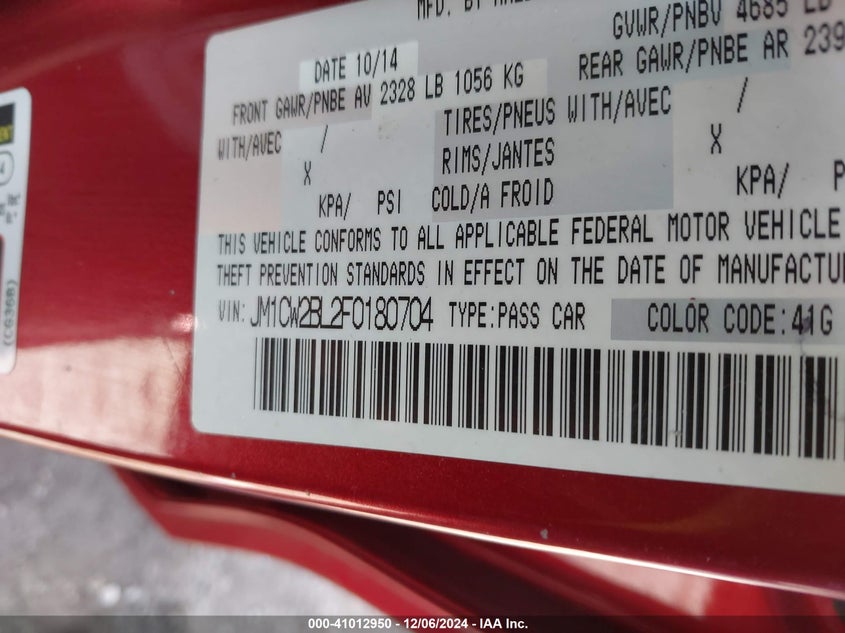 MFD. BY
GVWR/PNBV 4685 LB
DATE 10/14
REAR GAWR/PNBE AR 239
FRONT GAWR/PNBE AV 2328 LB 1056 KG
WITH/AVEC / TIRES/PNEUS WITH/AVEC /
X RIMS/JANTES X
KPA/ PSI COLD/A FROID KPA/ P
THIS VEHICLE CONFORMS TO ALL APPLICABLE FEDERAL MOTOR VEHICLE
THEFT PREVENTION STANDARDS IN EFFECT ON THE DATE OF MANUFACTU
VIN: JM1CW2BL2F0180704 TYPE:PASS CAR COLOR CODE:41G
(CG36B)
000-41012950 - 12/06/2024 - IAA Inc.